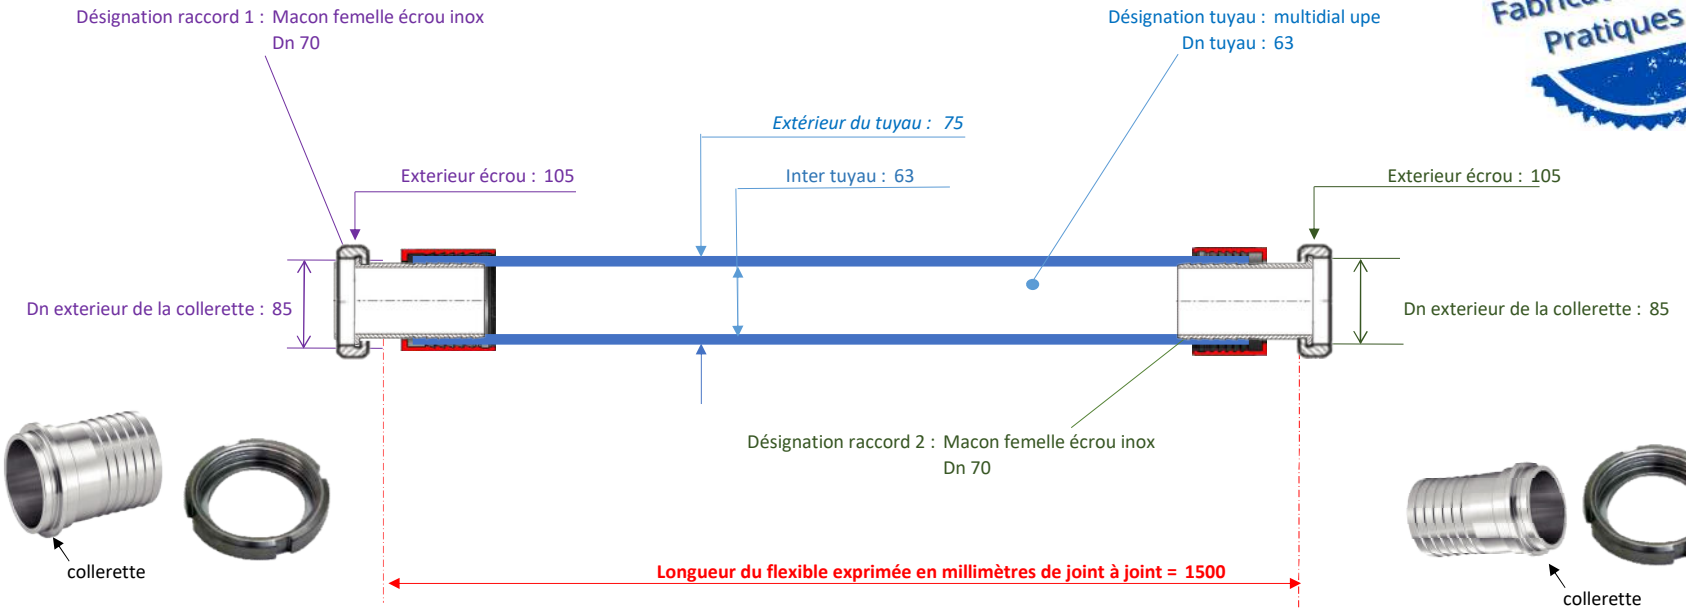 Désignation raccord 1 : Macon femelle écrou inox
Dn 70
Désignation tuyau : multidial upe
Dn tuyau : 63
Pratiques
Extérieur du tuyau : 75
Exterieur écrou : 105
Inter tuyau : 63
Exterieur écrou : 105
Dn exterieur de la collerette : 85
Dn exterieur de la collerette : 85
Désignation raccord 2 : Macon femelle écrou inox
Dn 70
collerette
Longueur du flexible exprimée en millimètres de joint à joint = 1500
collerette